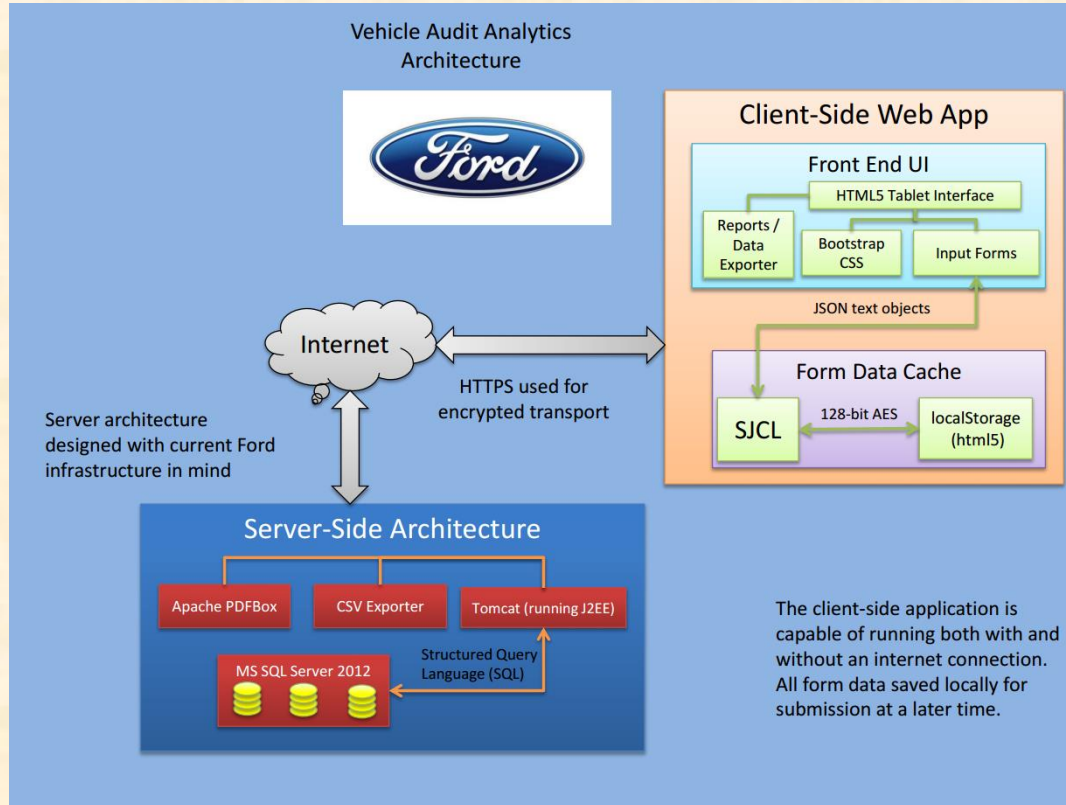 Vehicle Audit Analytics
Architecture
Ford
Client-Side Web App
Front End UI
HTML5 Tablet Interface
Reports /
Data
Exporter
Bootstrap
CSS
Input Forms
JSON text objects
Form Data Cache
SJCL
128-bit AES
localStorage
(html5)
Internet
HTTPS used for
encrypted transport
Server architecture
designed with current Ford
infrastructure in mind
Server-Side Architecture
Apache PDFBox
CSV Exporter
Tomcat (running J2EE)
Structured Query
Language (SQL)
MS SQL Server 2012
The client-side application is
capable of running both with and
without an internet connection.
All form data saved locally for
submission at a later time.